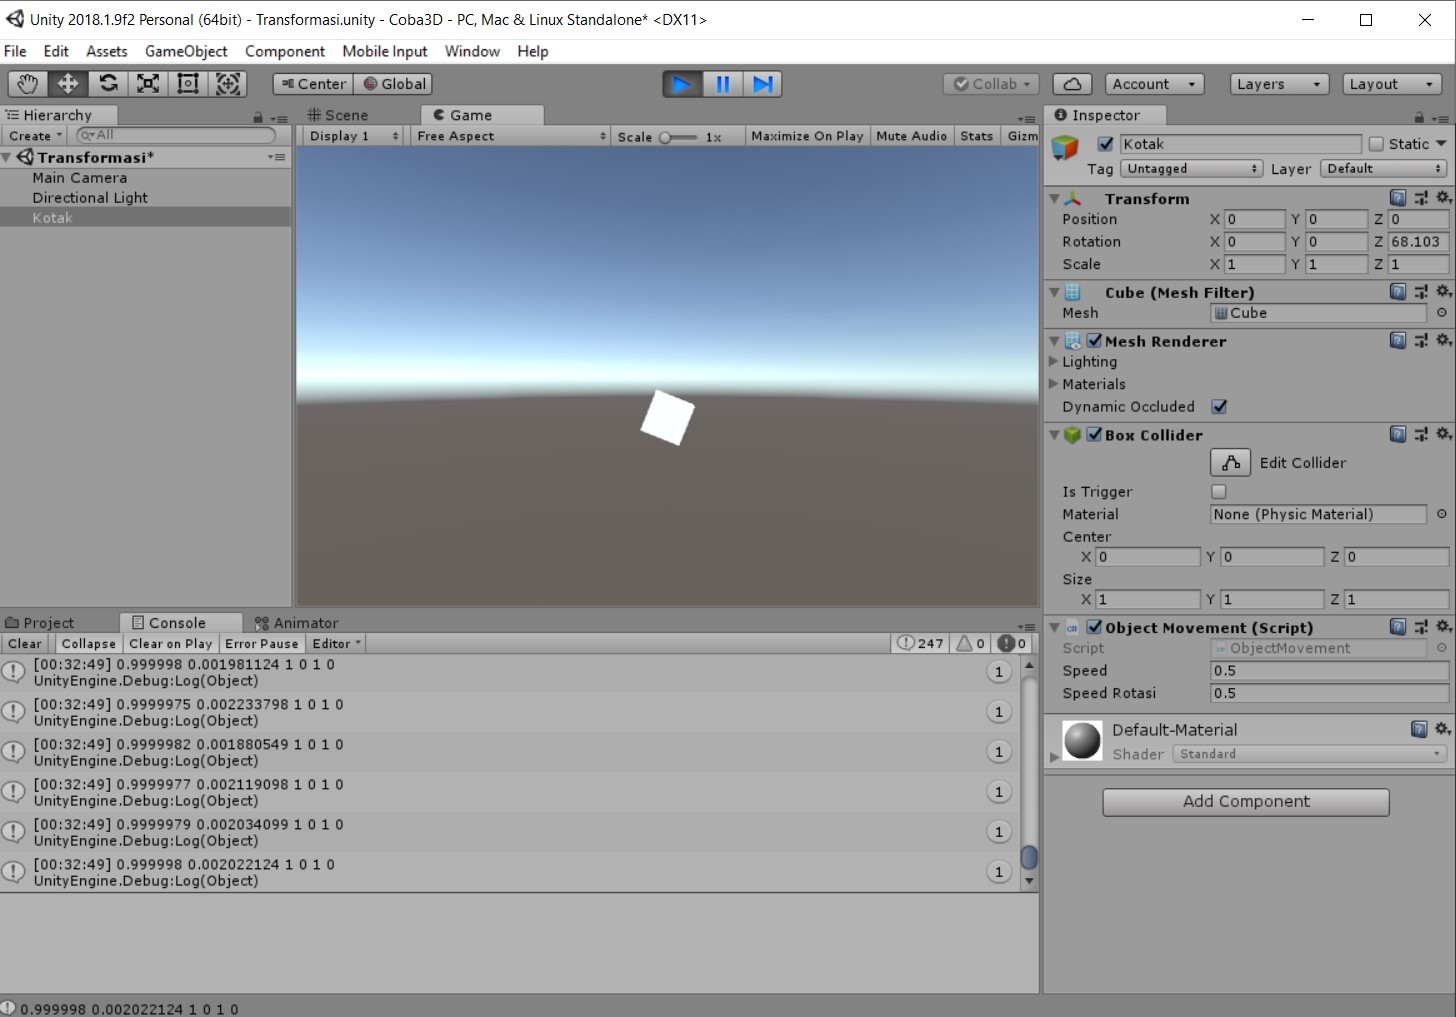 Unity 2018.1.9f2 Personal (64bit) - Transformasi.unity - Coba3D - PC, Mac & Linux Standalone* <DX11>
File Edit Assets GameObject Component Mobile Input Window Help
Center Global Collab Account Layers Layout
Hierarchy
Create All
Transformasi*
Main Camera
Directional Light
Kotak
Scene Game
Display 1 Free Aspect Scale 1x Maximize On Play Mute Audio Stats Gizm
Inspector
Kotak Static
Tag Untagged Layer Default
Transform
Position X 0 Y 0 Z 0
Rotation X 0 Y 0 Z 68.103
Scale X 1 Y 1 Z 1
Cube (Mesh Filter)
Mesh Cube
Mesh Renderer
Lighting
Materials
Dynamic Occluded
Box Collider
Edit Collider
Is Trigger
Material None (Physic Material)
Center
X 0 Y 0 Z 0
Size
X 1 Y 1 Z 1
Object Movement (Script)
Script ObjectMovement
Speed 0.5
Speed Rotasi 0.5
Default-Material
Shader Standard
Add Component
Project Console Animator
Clear Collapse Clear on Play Error Pause Editor 247 0 0
[00:32:49] 0.999998 0.001981124 1 0 1 0
UnityEngine.Debug:Log(Object) 1
[00:32:49] 0.9999975 0.002233798 1 0 1 0
UnityEngine.Debug:Log(Object) 1
[00:32:49] 0.9999982 0.001880549 1 0 1 0
UnityEngine.Debug:Log(Object) 1
[00:32:49] 0.9999977 0.002119098 1 0 1 0
UnityEngine.Debug:Log(Object) 1
[00:32:49] 0.9999979 0.002034099 1 0 1 0
UnityEngine.Debug:Log(Object) 1
[00:32:49] 0.999998 0.002022124 1 0 1 0
UnityEngine.Debug:Log(Object) 1
0.999998 0.002022124 1 0 1 0